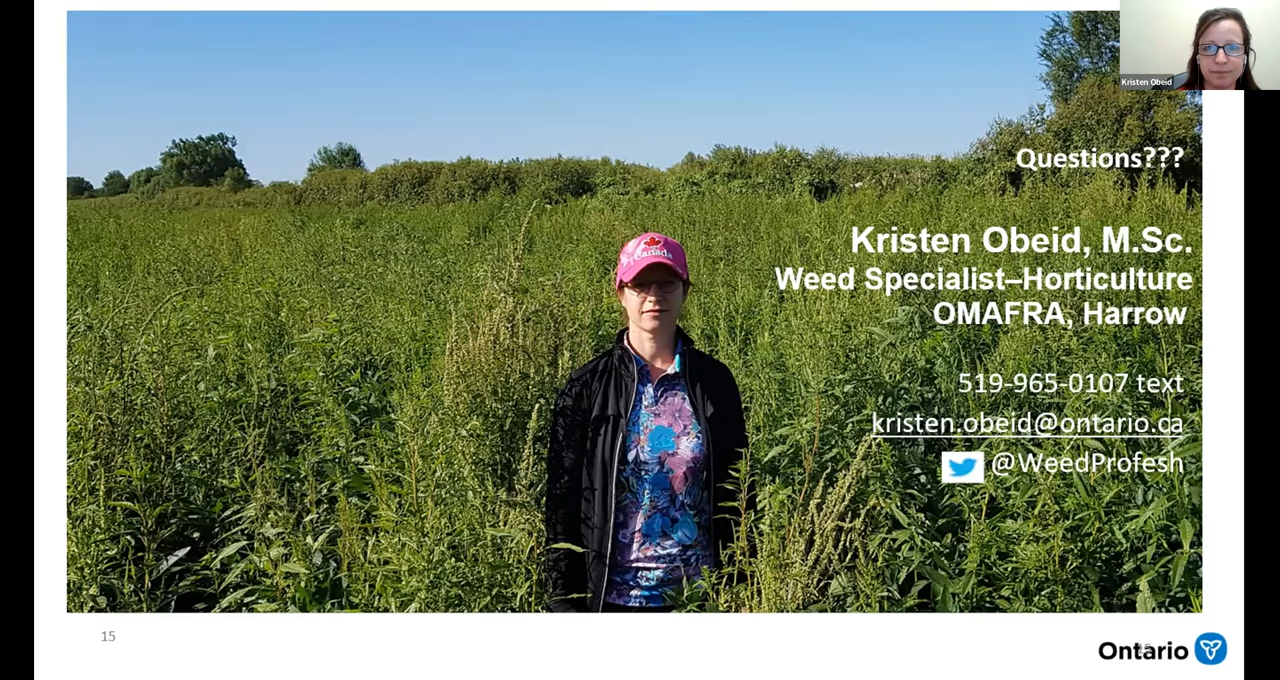 Kristen Obeid
Questions???
Canada
Kristen Obeid, M.Sc.
Weed Specialist–Horticulture
OMAFRA, Harrow
519-965-0107 text
kristen.obeid@ontario.ca
@WeedProfesh
15
Ontario